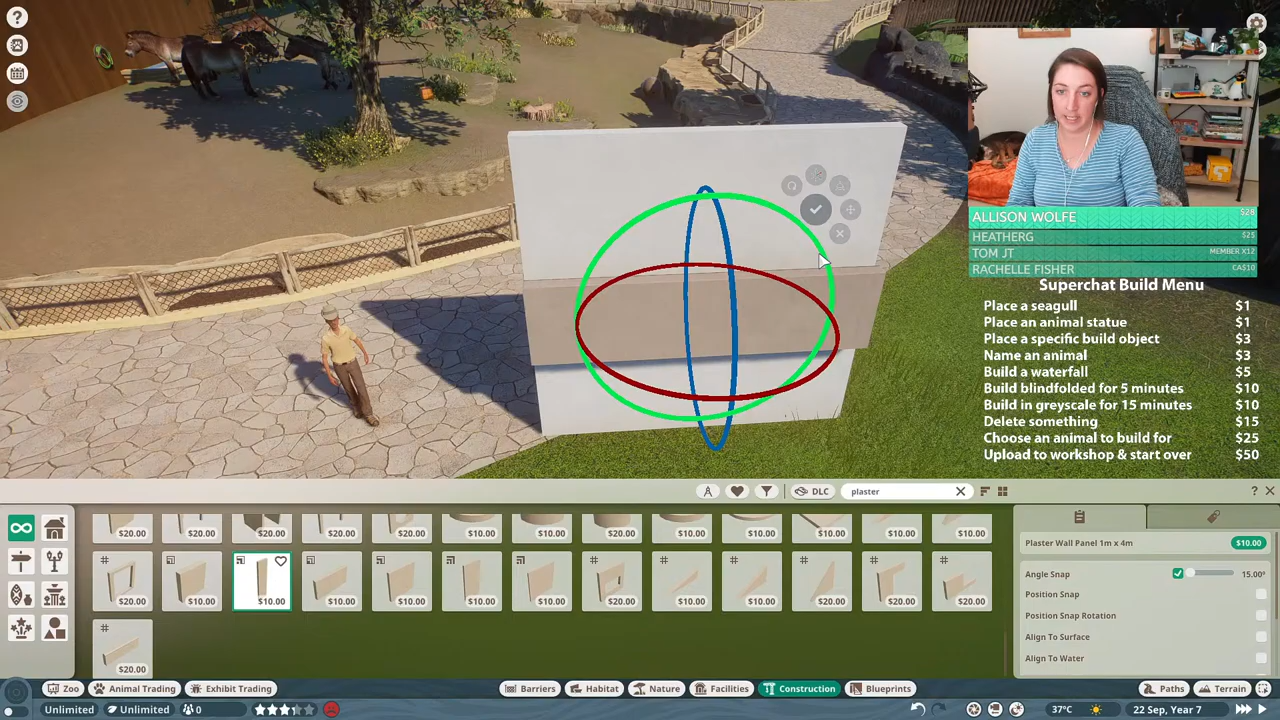 ALLISON WOLFE $26
HEATHERG $25
TOM JT MEMBER X12
RACHELLE FISHER CA$10
Superchat Build Menu
Place a seagull $1
Place an animal statue $1
Place a specific build object $3
Name an animal $3
Build a waterfall $5
Build blindfolded for 5 minutes $10
Build in greyscale for 15 minutes $10
Delete something $15
Choose an animal to build for $25
Upload to workshop & start over $50
DLC plaster
$20.00 $20.00 $20.00 $20.00 $20.00 $10.00 $10.00 $20.00 $10.00 $10.00 $10.00 $10.00 $10.00
$20.00 $10.00 $10.00 $10.00 $10.00 $10.00 $10.00 $20.00 $10.00 $10.00 $20.00 $20.00 $20.00
$20.00
Plaster Wall Panel 1m x 4m $10.00
Angle Snap 15.00°
Position Snap
Position Snap Rotation
Align To Surface
Align To Water
Zoo Animal Trading Exhibit Trading Barriers Habitat Nature Facilities Construction Blueprints Paths Terrain
Unlimited Unlimited 0 37°C 22 Sep, Year 7